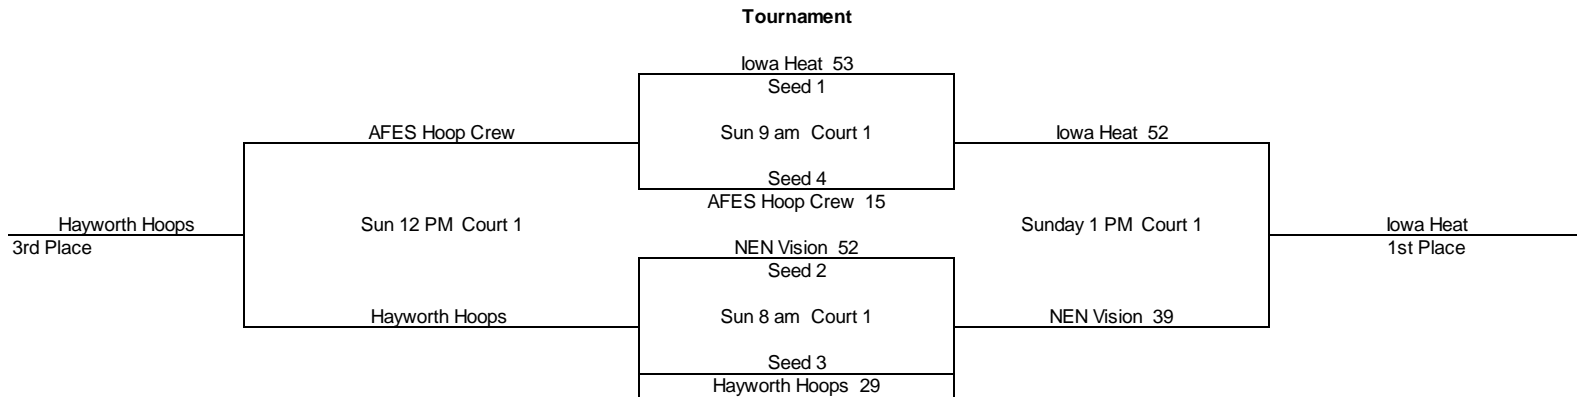 Tournament
Iowa Heat 53
Seed 1
AFES Hoop Crew
Sun 9 am Court 1
Iowa Heat 52
Seed 4
AFES Hoop Crew 15
Hayworth Hoops
Sun 12 PM Court 1
Sunday 1 PM Court 1
Iowa Heat
3rd Place
NEN Vision 52
1st Place
Seed 2
Hayworth Hoops
Sun 8 am Court 1
NEN Vision 39
Seed 3
Hayworth Hoops 29